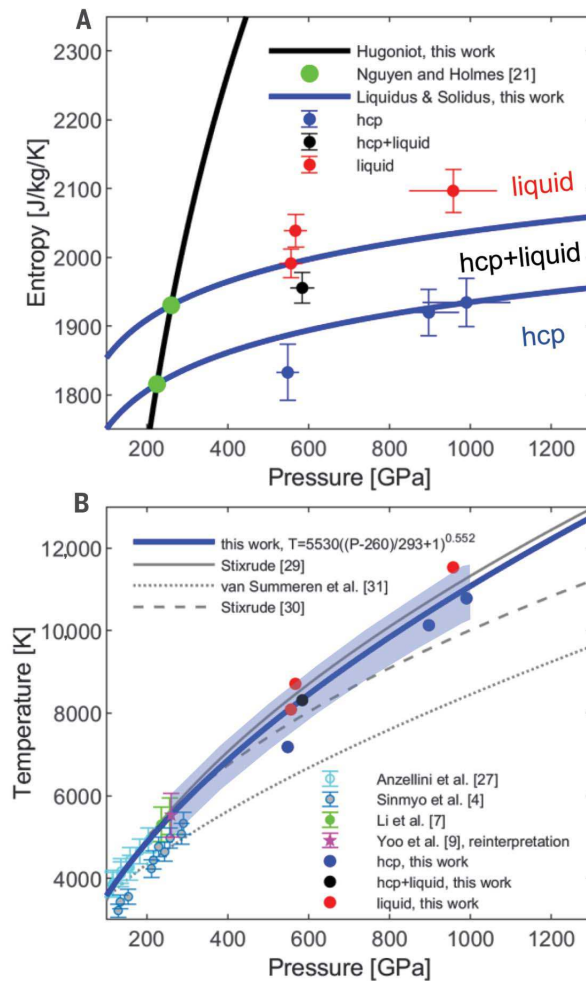 A
2300
2200
2100
2000
1900
1800
Entropy [J/kg/K]
Hugoniot, this work
Nguyen and Holmes [21]
Liquidus & Solidus, this work
hcp
hcp+liquid
liquid
liquid
hcp+liquid
hcp
200 400 600 800 1000
Pressure [GPa]
B
12,000
10,000
8000
6000
4000
Temperature [K]
this work, T=5530((P-260)/293+1)^0.552
Stixrude [29]
van Summeren et al. [31]
Stixrude [30]
Anzellini et al. [27]
Sinmyo et al. [4]
Li et al. [7]
Yoo et al. [9], reinterpretation
hcp, this work
hcp+liquid, this work
liquid, this work
200 400 600 800 1000
Pressure [GPa]